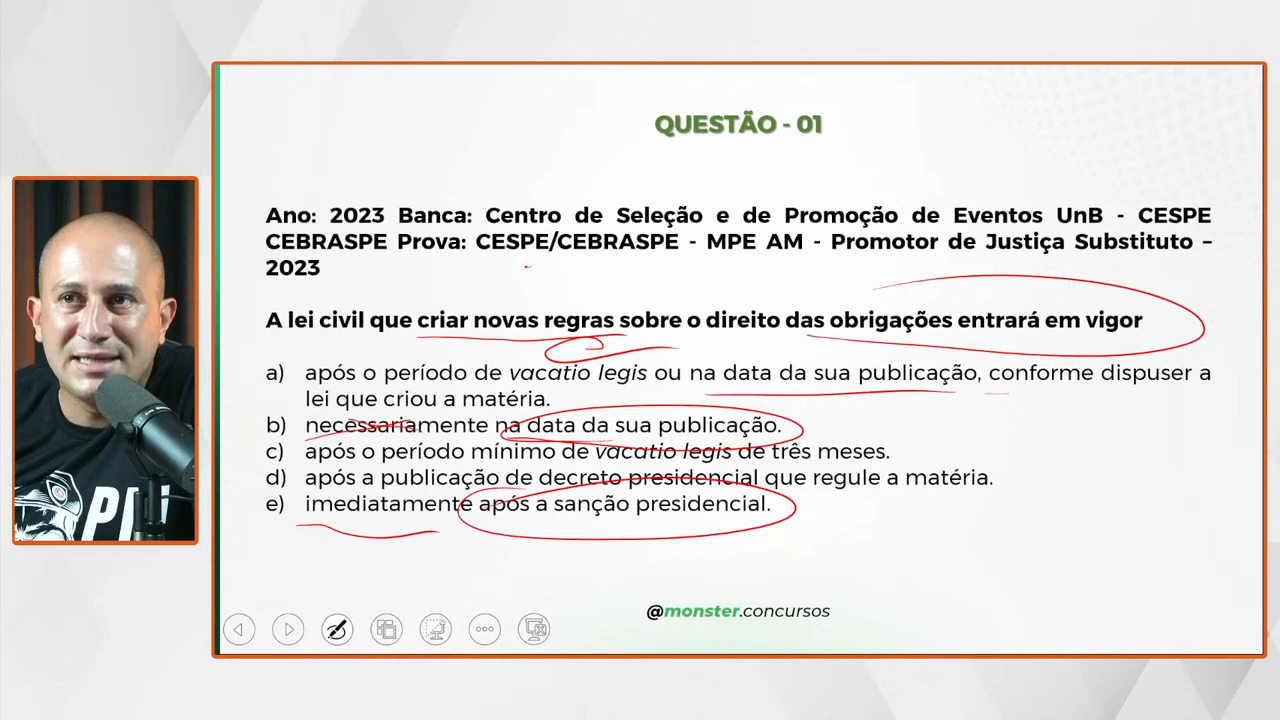 QUESTÃO - 01
Ano: 2023 Banca: Centro de Seleção e de Promoção de Eventos UnB - CESPE
CEBRASPE Prova: CESPE/CEBRASPE - MPE AM - Promotor de Justiça Substituto –
2023
A lei civil que criar novas regras sobre o direito das obrigações entrará em vigor
a) após o período de vacatio legis ou na data da sua publicação, conforme dispuser a
lei que criou a matéria.
b) necessariamente na data da sua publicação.
c) após o período mínimo de vacatio legis de três meses.
d) após a publicação de decreto presidencial que regule a matéria.
e) imediatamente após a sanção presidencial.
@monster.concursos